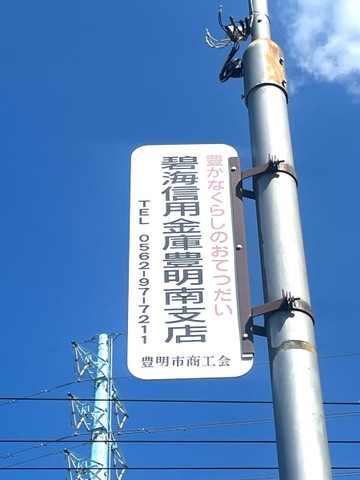 豊かなくらしのおてつだい
碧海信用金庫豊明南支店
TEL 0562-97-7211
豊明市商工会